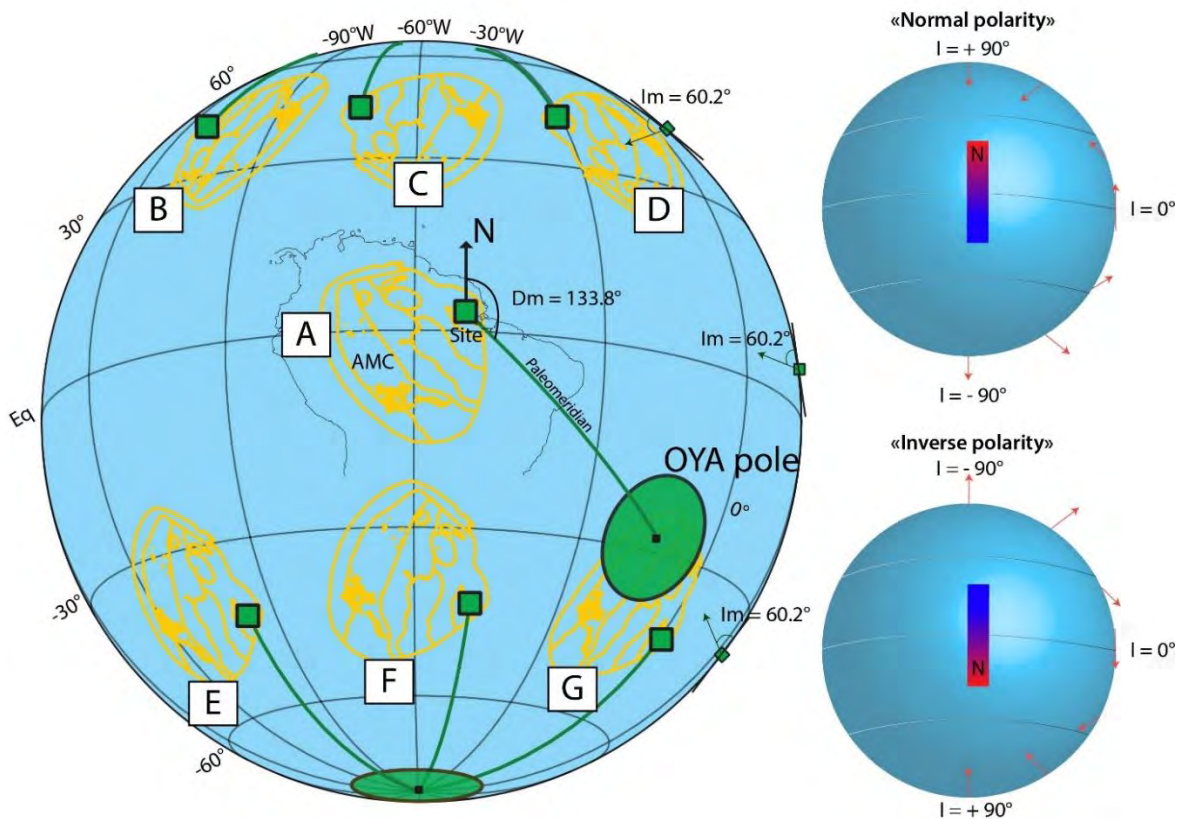 -90°W
-60°W
-30°W
60°
30°
Eq
-30°
-60°
0°
B
C
D
Im = 60.2°
N
Dm = 133.8°
A
Site
AMC
Im = 60.2°
Paleomeridian
OYA pole
Im = 60.2°
E
F
G
«Normal polarity»
I = + 90°
N
I = 0°
I = - 90°
«Inverse polarity»
I = - 90°
N
I = 0°
I = + 90°